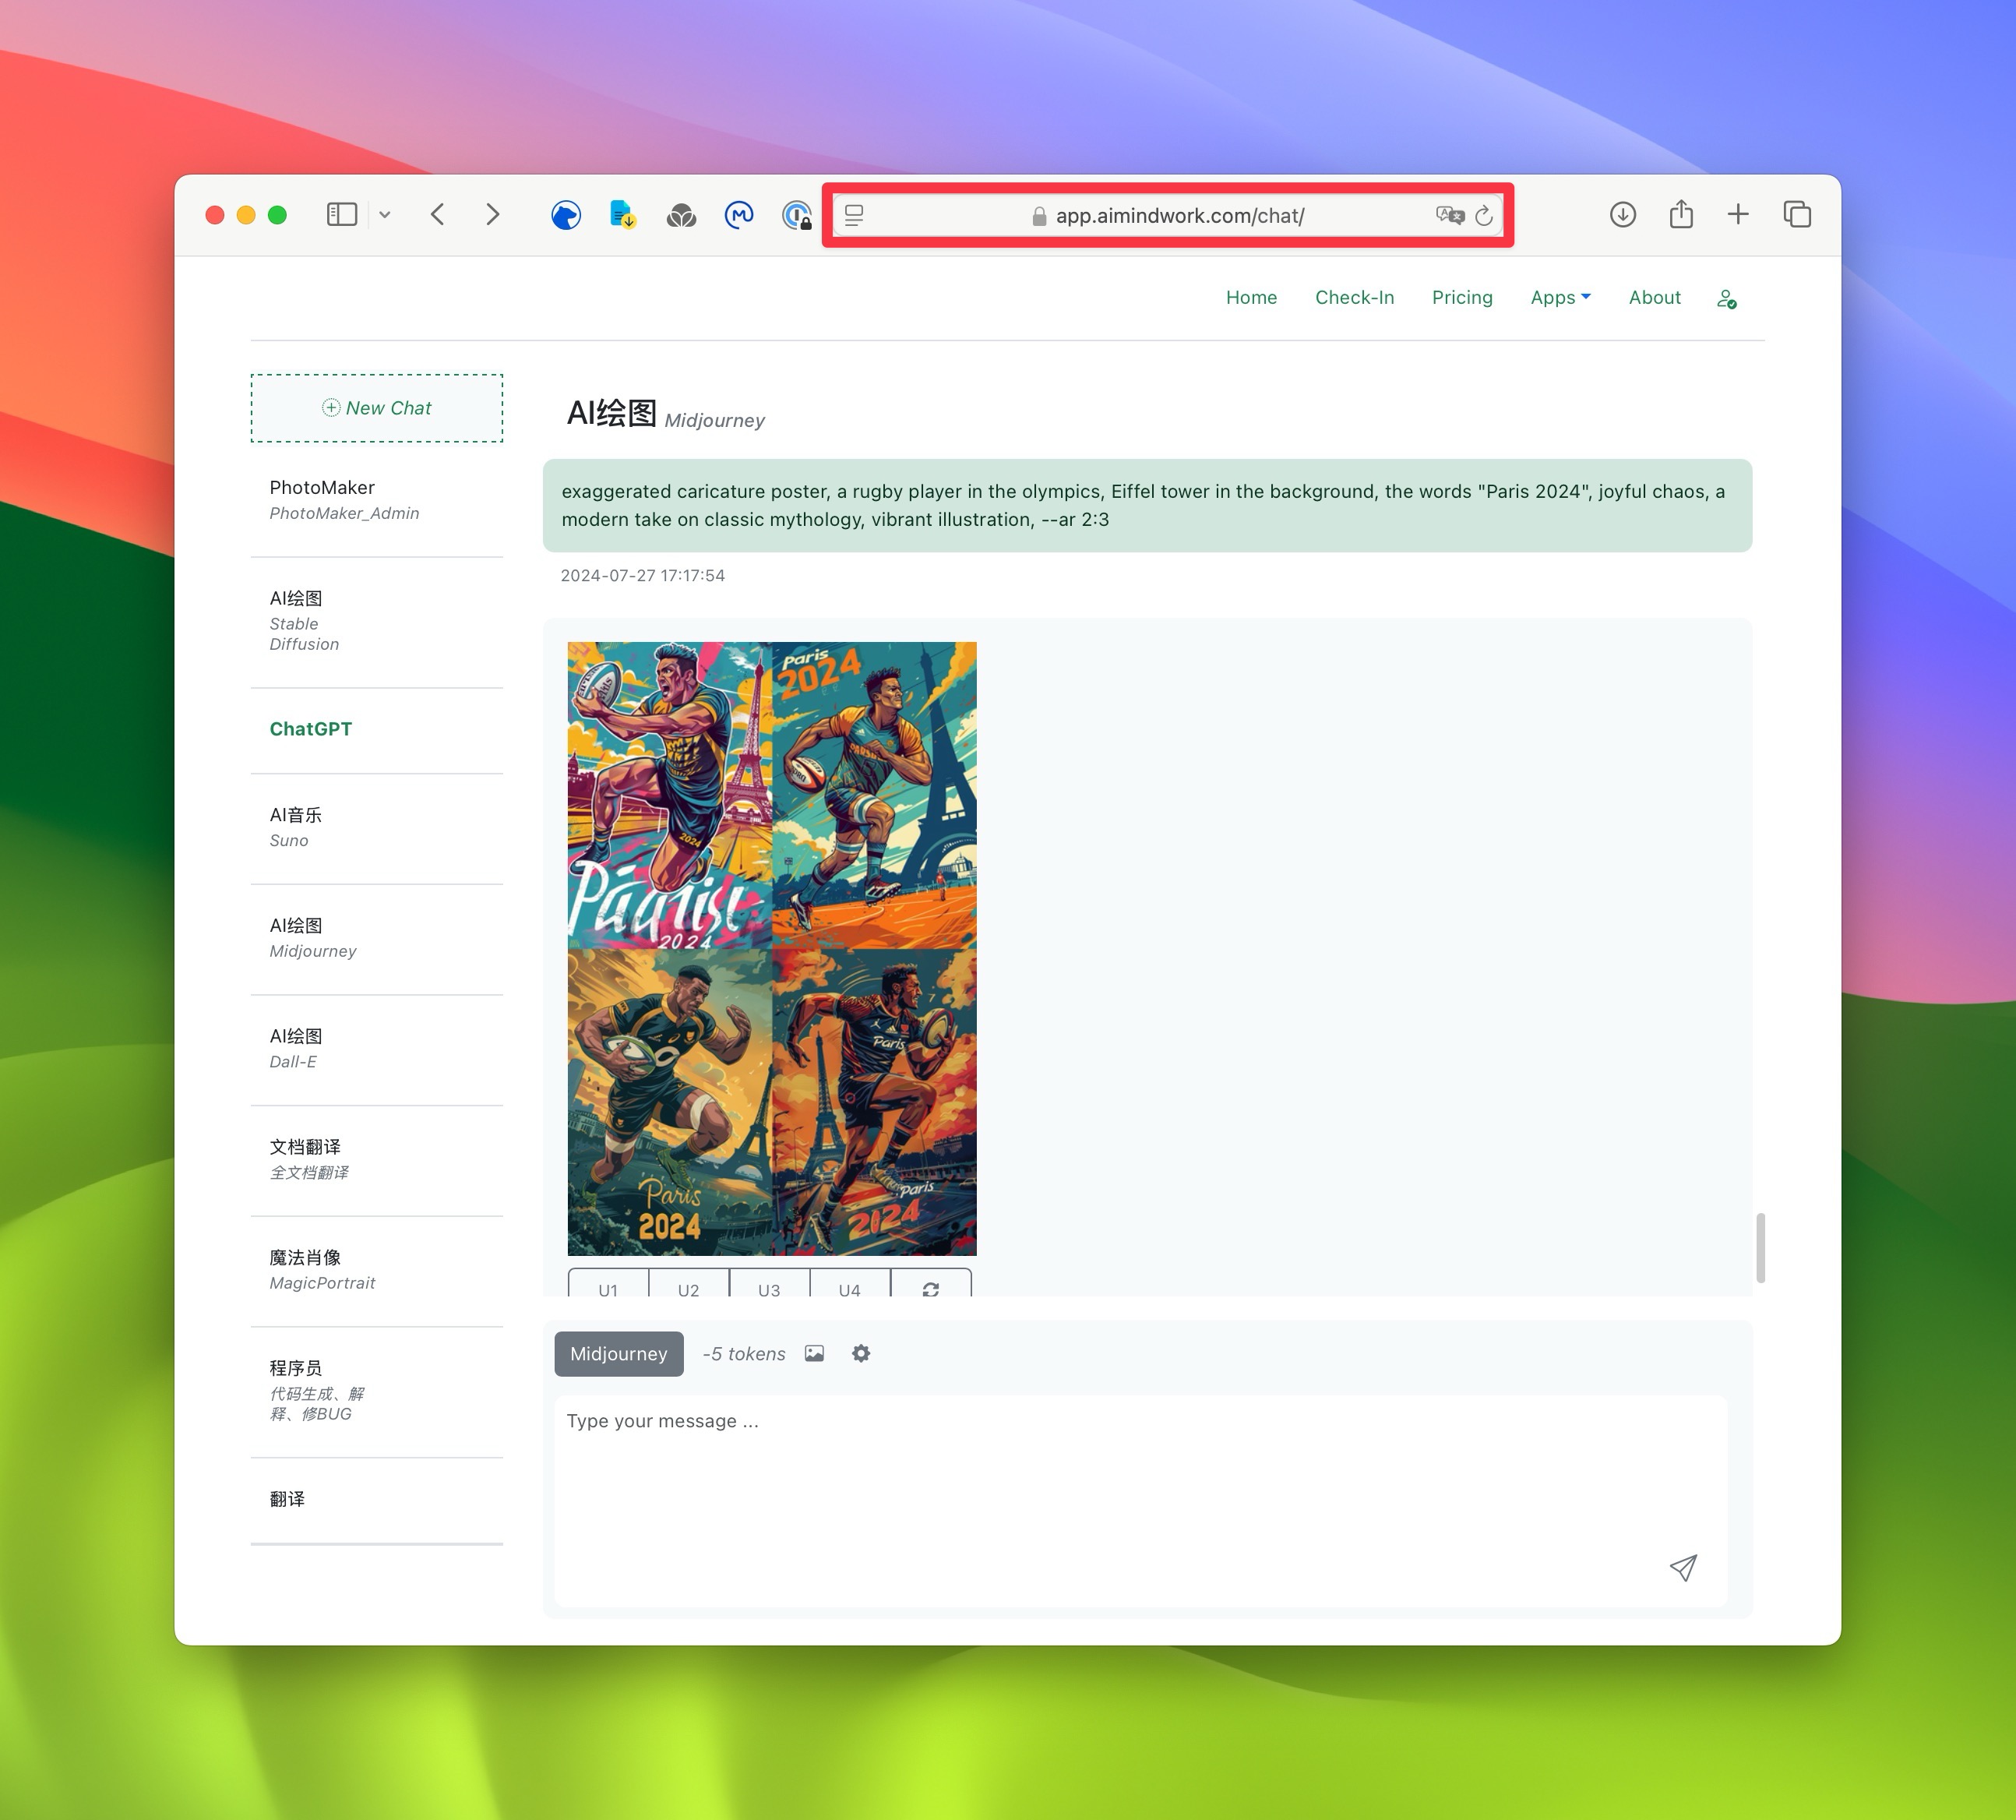 app.aimindwork.com/chat/
Home
Check-In
Pricing
Apps
About
New Chat
PhotoMaker
PhotoMaker_Admin
AI绘图
Stable
Diffusion
ChatGPT
AI音乐
Suno
AI绘图
Midjourney
AI绘图
Dall-E
文档翻译
全文档翻译
魔法肖像
MagicPortrait
程序员
代码生成、解
释、修BUG
翻译
AI绘图 Midjourney
exaggerated caricature poster, a rugby player in the olympics, Eiffel tower in the background, the words "Paris 2024", joyful chaos, a
modern take on classic mythology, vibrant illustration, --ar 2:3
2024-07-27 17:17:54
2024
Páqtist
2024
Paris
2024
Paris
2024
Paris
Paris
2024
U1
U2
U3
U4
Midjourney
-5 tokens
Type your message ...